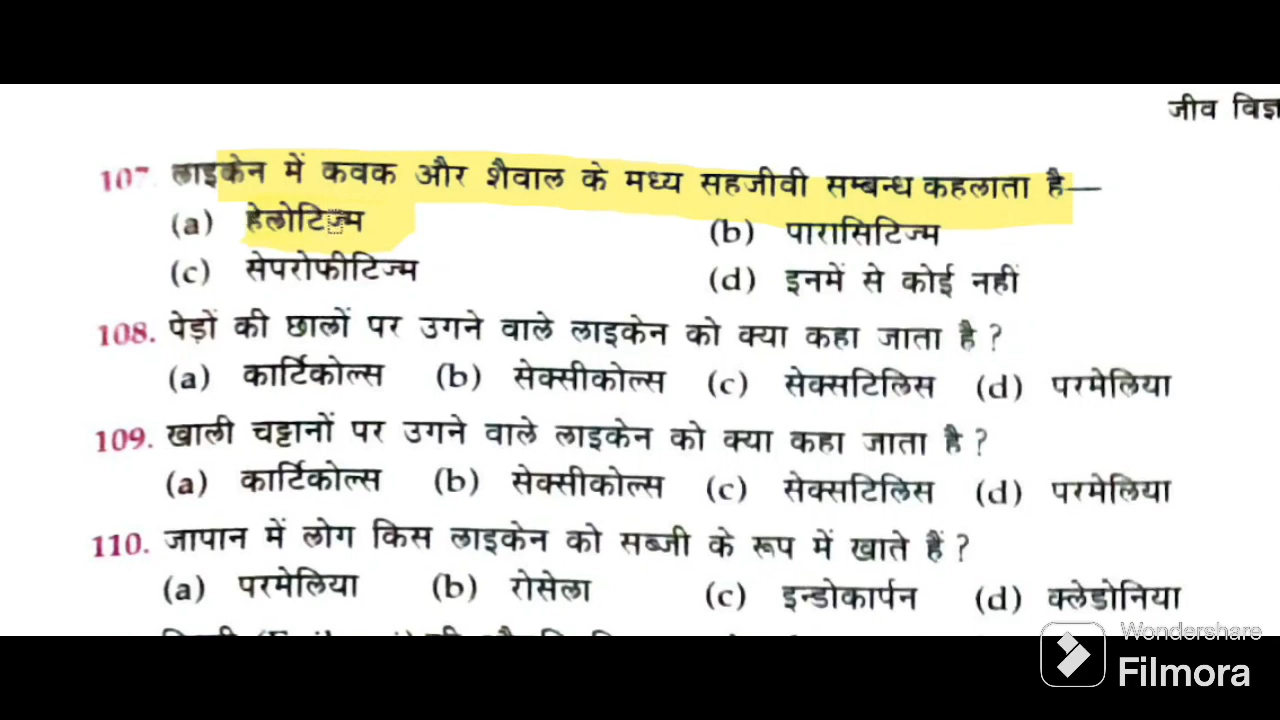 जीव विज्ञ
107. लाइकेन में कवक और शैवाल के मध्य सहजीवी सम्बन्ध कहलाता है—
(a) हेलोटिज्म (b) पारासिटिज्म
(c) सेपरोफीटिज्म (d) इनमें से कोई नहीं
108. पेड़ों की छालों पर उगने वाले लाइकेन को क्या कहा जाता है ?
(a) कार्टिकोल्स (b) सेक्सीकोल्स (c) सेक्सटिलिस (d) परमेलिया
109. खाली चट्टानों पर उगने वाले लाइकेन को क्या कहा जाता है ?
(a) कार्टिकोल्स (b) सेक्सीकोल्स (c) सेक्सटिलिस (d) परमेलिया
110. जापान में लोग किस लाइकेन को सब्जी के रूप में खाते हैं ?
(a) परमेलिया (b) रोसेला (c) इन्डोकार्पन (d) क्लेडोनिया
Wondershare
Filmora